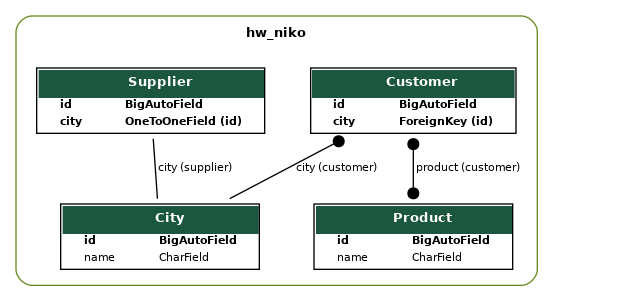 hw_niko
Supplier
id BigAutoField
city OneToOneField (id)
Customer
id BigAutoField
city ForeignKey (id)
city (supplier)
city (customer)
product (customer)
City
id BigAutoField
name CharField
Product
id BigAutoField
name CharField